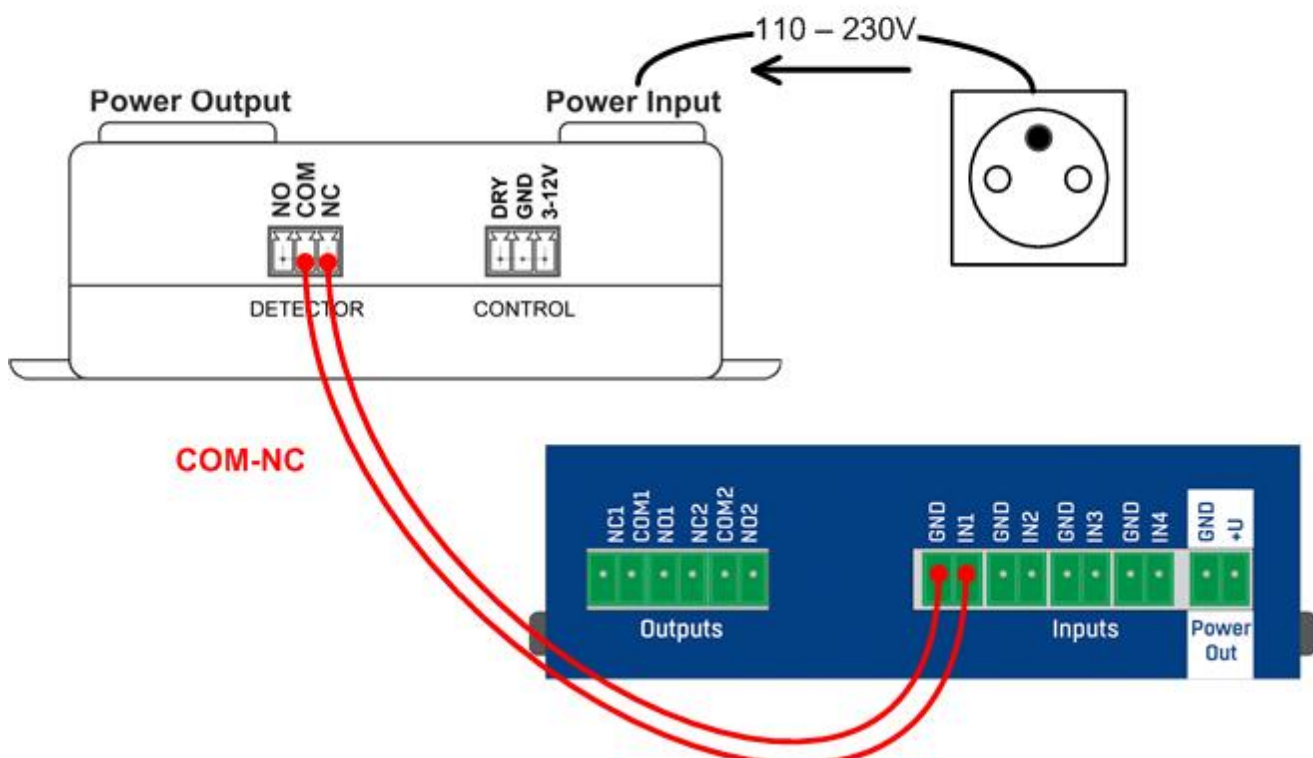 110 – 230V
Power Output
Power Input
NO
COM
NC
DRY
GND
3-12V
DETECTOR
CONTROL
COM-NC
NC1
COM1
NO1
NC2
COM2
NO2
GND
IN1
GND
IN2
GND
IN3
GND
IN4
GND
+U
Outputs
Inputs
Power
Out